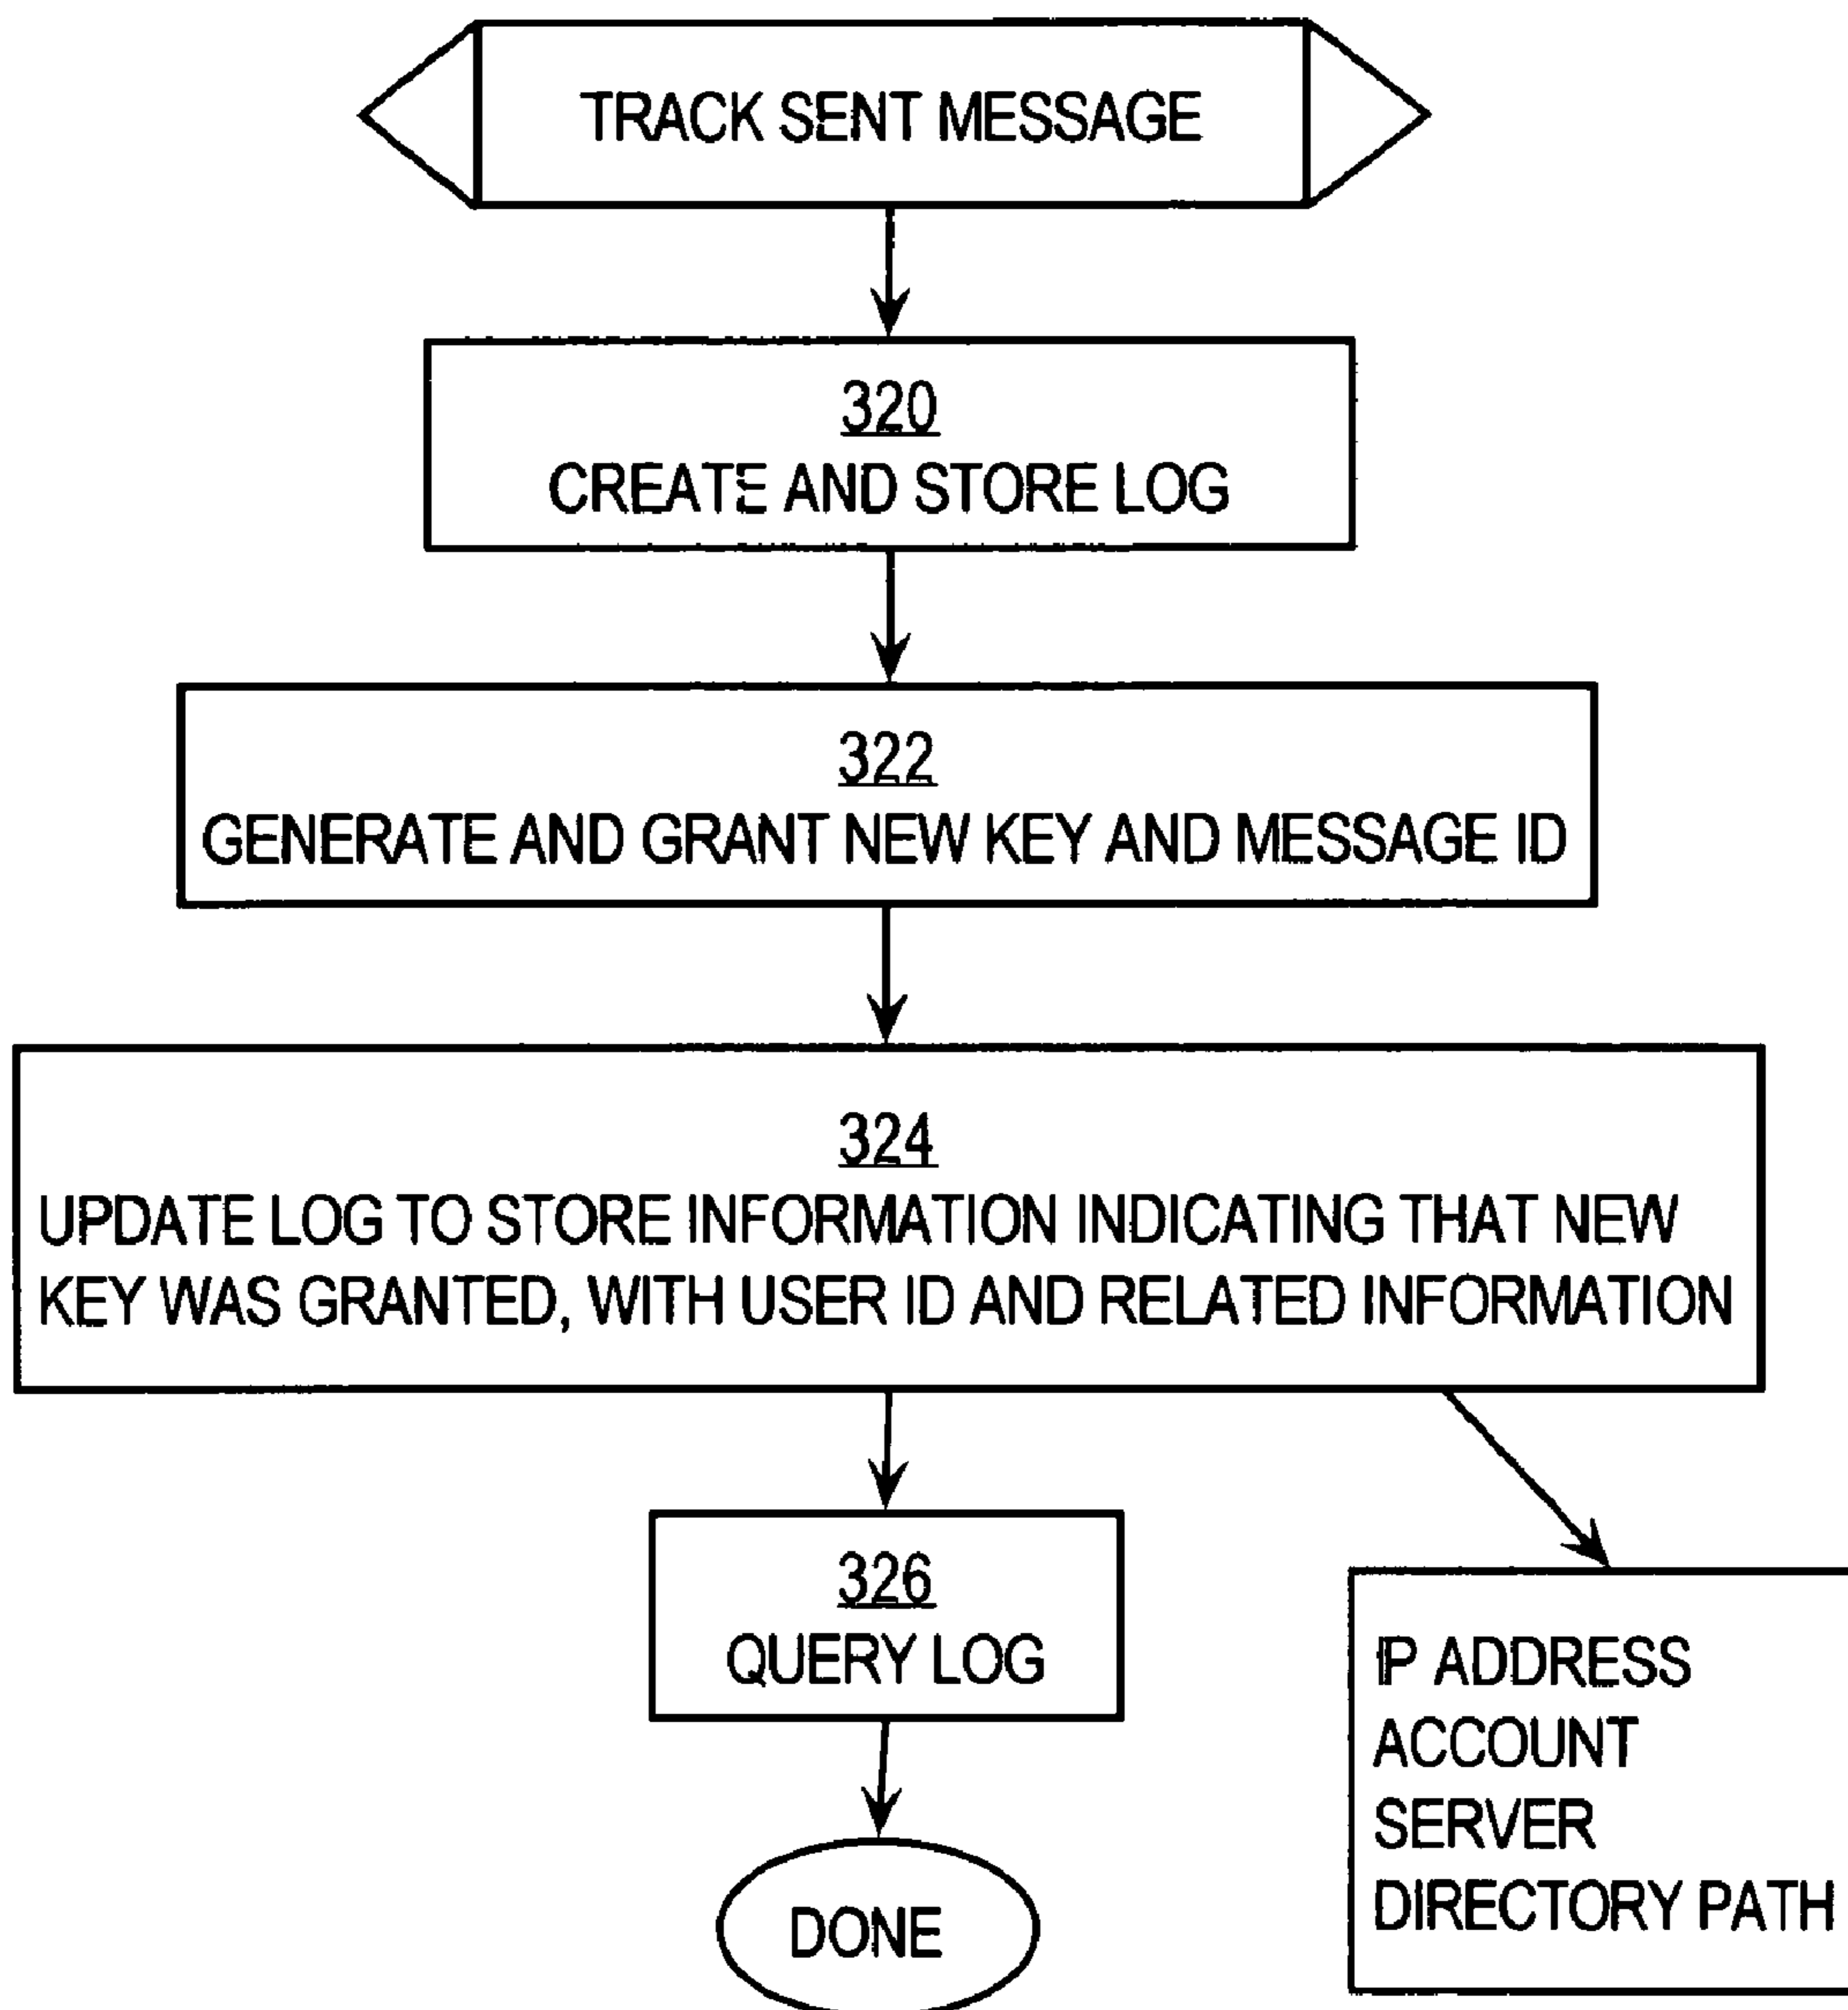 TRACK SENT MESSAGE
320
CREATE AND STORE LOG
322
GENERATE AND GRANT NEW KEY AND MESSAGE ID
324
UPDATE LOG TO STORE INFORMATION INDICATING THAT NEW
KEY WAS GRANTED, WITH USER ID AND RELATED INFORMATION
326
QUERY LOG
IP ADDRESS
ACCOUNT
SERVER
DIRECTORY PATH
DONE